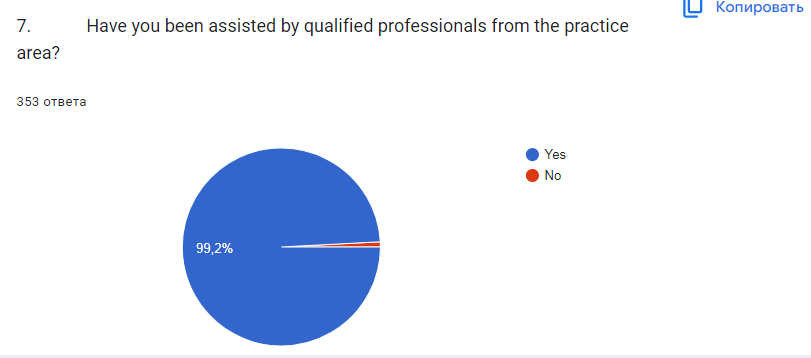 Копировать
7. Have you been assisted by qualified professionals from the practice
area?
353 ответа
Yes
No
99,2%